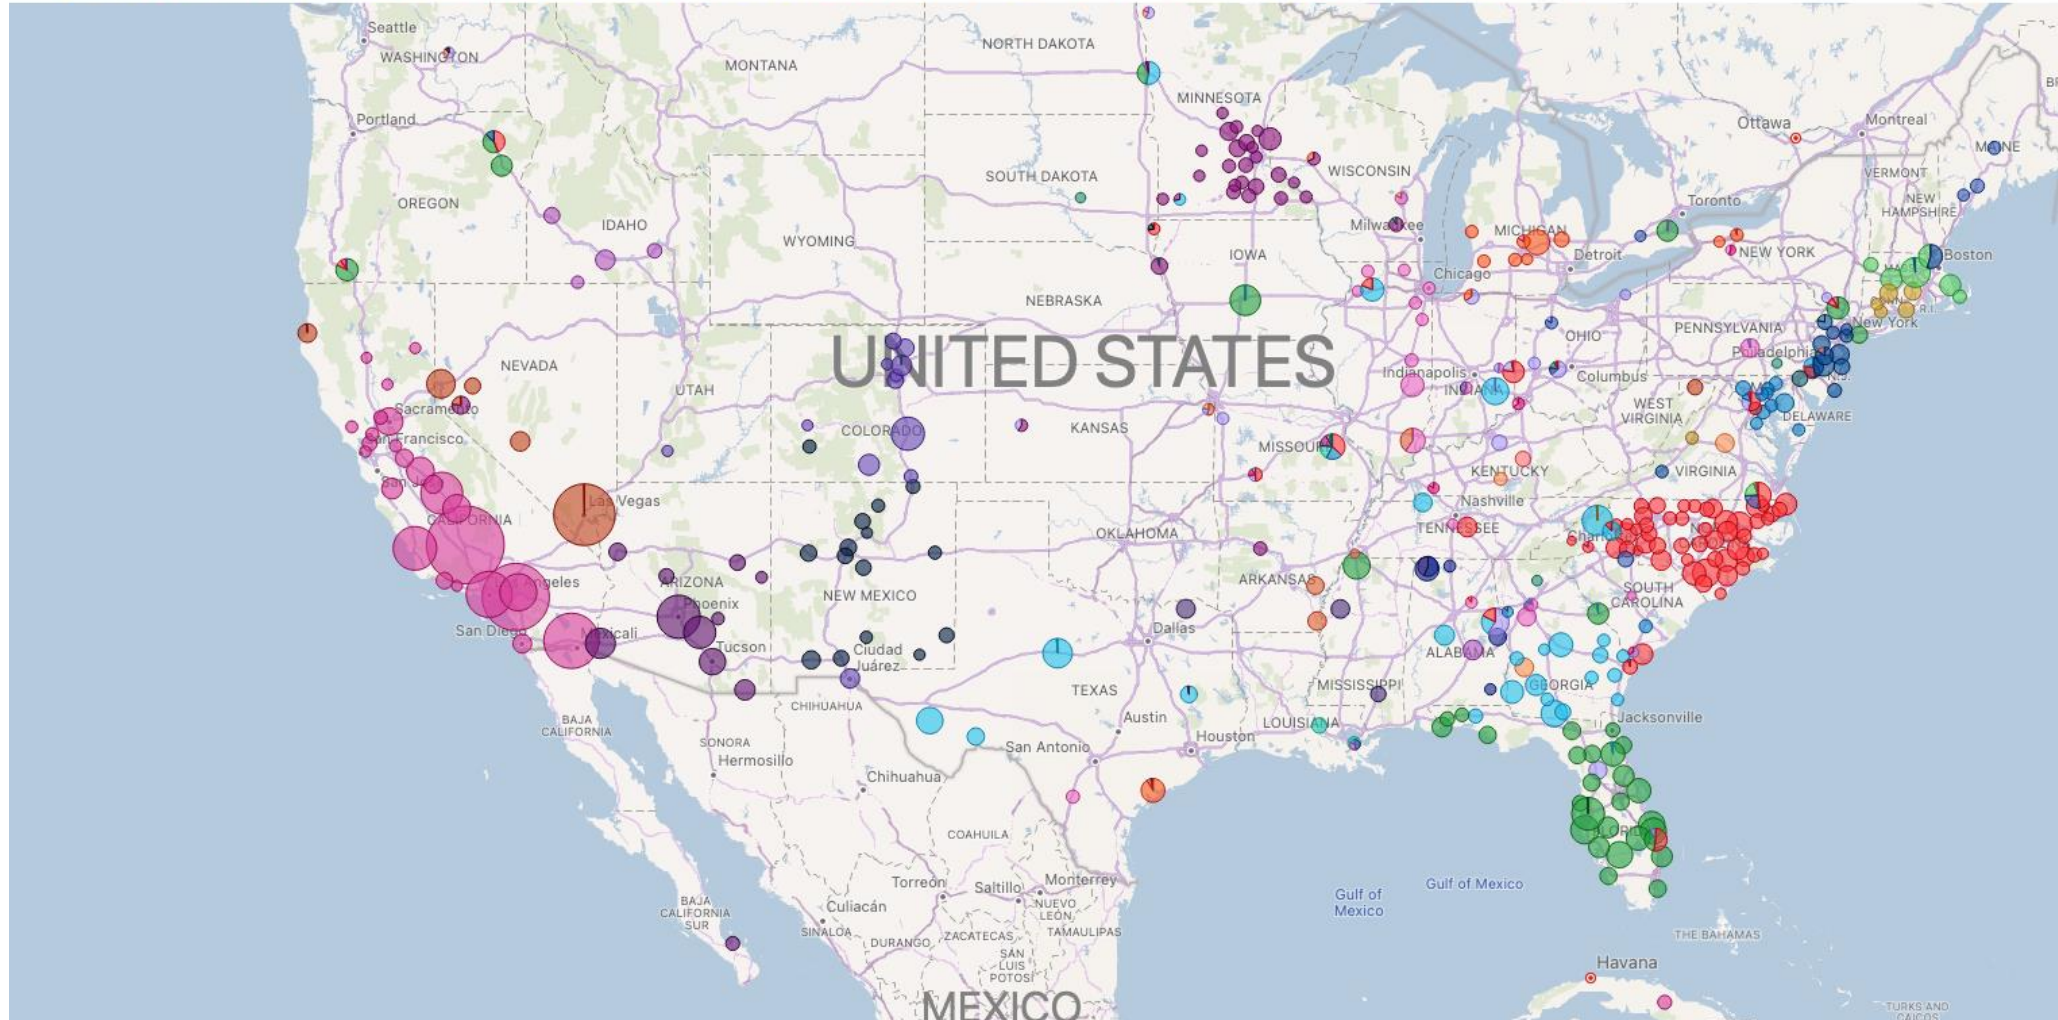 Seattle
WASHINGTON
MONTANA
NORTH DAKOTA
MINNESOTA
Ottawa
Montreal
MAINE
Portland
SOUTH DAKOTA
WISCONSIN
VERMONT
NEW
HAMPSHIRE
Toronto
OREGON
IDAHO
WYOMING
Milwaukee
MICHIGAN
Detroit
NEW YORK
Boston
IOWA
Chicago
NEBRASKA
CONN.
R.I.
New York
OHIO
PENNSYLVANIA
Philadelphia
NEVADA
UTAH
UNITED STATES
Indianapolis
INDIANA
Columbus
N.J.
Sacramento
San Francisco
COLORADO
KANSAS
MISSOURI
WEST
VIRGINIA
DELAWARE
KENTUCKY
VIRGINIA
San J
Las Vegas
CALIFORNIA
OKLAHOMA
Nashville
TENNESSEE
Charl
ARIZONA
ngeles
Phoenix
NEW MEXICO
ARKANSAS
SOUTH
CAROLINA
San Diego
Mexicali
Tucson
Ciudad
Juárez
Dallas
ALABAMA
TEXAS
MISSISSIPPI
GEORGIA
CHIHUAHUA
BAJA
CALIFORNIA
Austin
LOUISIANA
Jacksonville
SONORA
Hermosillo
San Antonio
Houston
Chihuahua
COAHUILA
FLORIDA
Torreón
Saltillo
Monterrey
Gulf of
Mexico
Gulf of Mexico
BAJA
CALIFORNIA
SUR
Culiacán
SINALOA
DURANGO
ZACATECAS
NUEVO
LEÓN
TAMAULIPAS
SAN
LUIS
POTOSÍ
THE BAHAMAS
Havana
MEXICO
TURKS AND
CAICOS